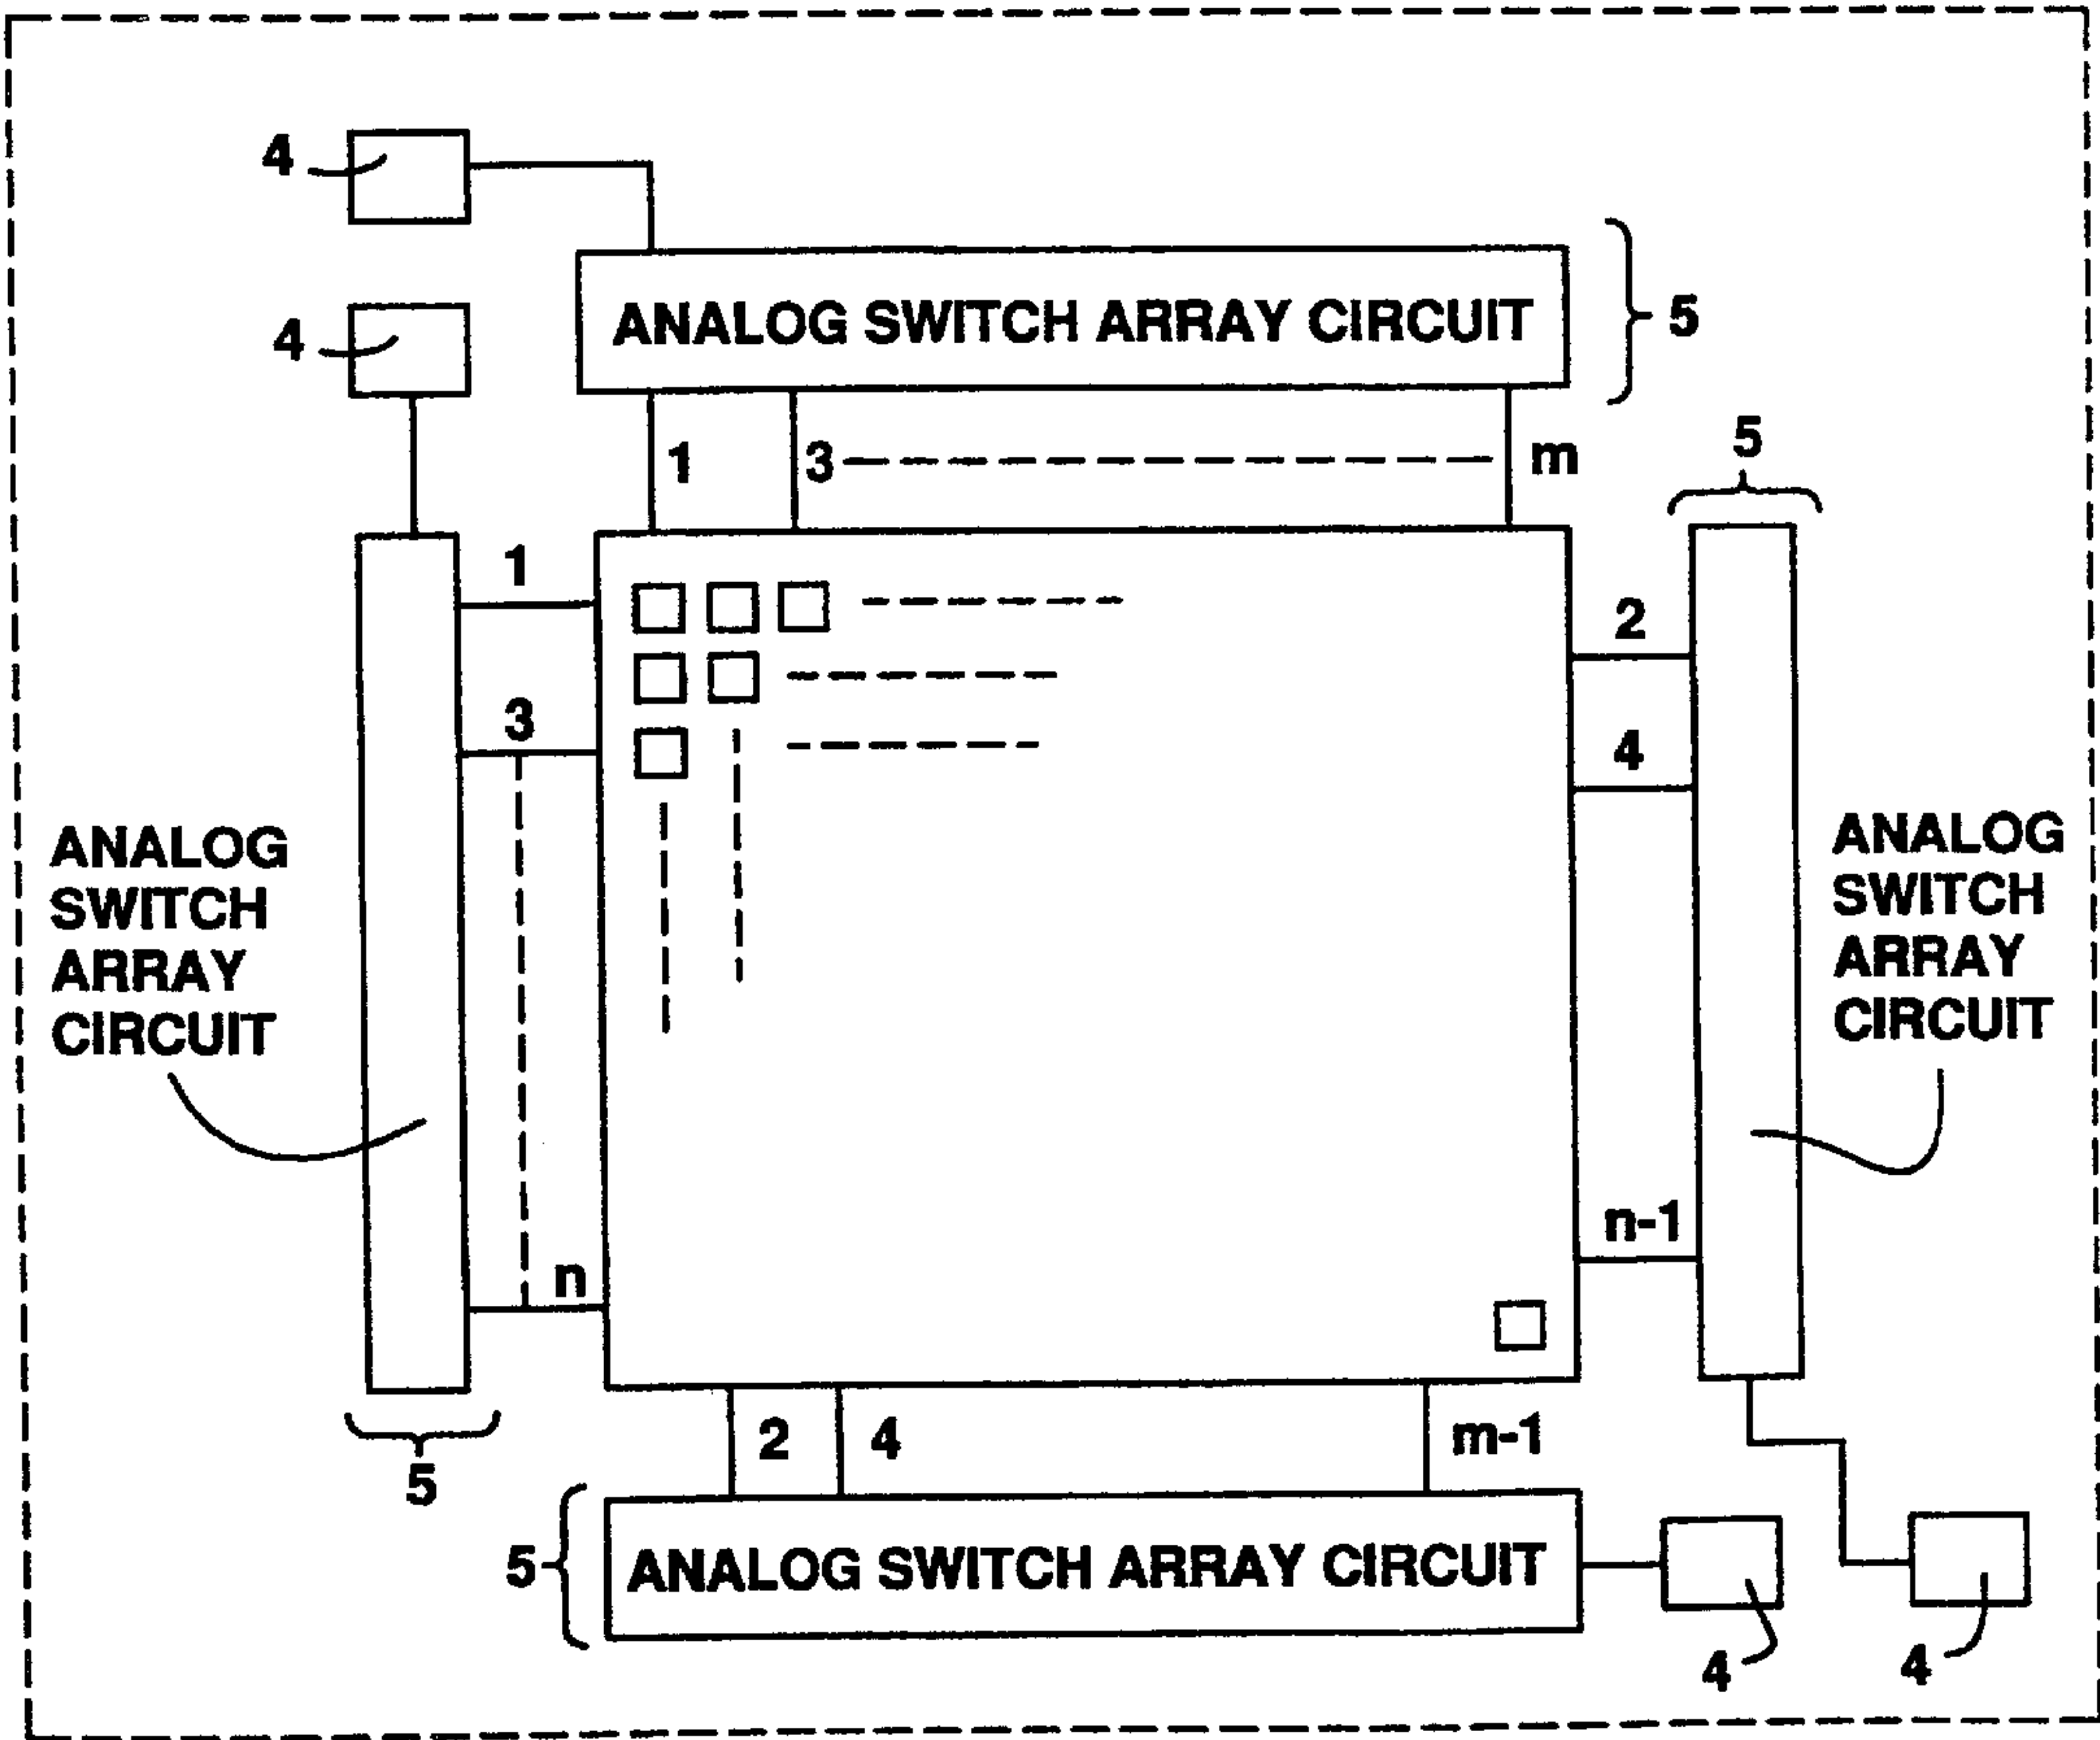 4
4
ANALOG SWITCH ARRAY CIRCUIT
5
1
3
m
5
1
3
n
2
4
n-1
ANALOG
SWITCH
ARRAY
CIRCUIT
ANALOG
SWITCH
ARRAY
CIRCUIT
5
2
4
m-1
5
ANALOG SWITCH ARRAY CIRCUIT
4
4